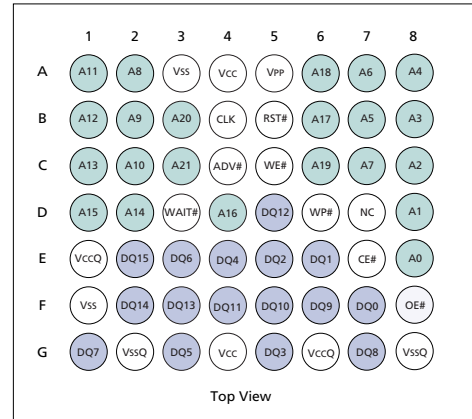 1 2 3 4 5 6 7 8
A A11 A8 VSS VCC VPP A18 A6 A4
B A12 A9 A20 CLK RST# A17 A5 A3
C A13 A10 A21 ADV# WE# A19 A7 A2
D A15 A14 WAIT# A16 DQ12 WP# NC A1
E VCCQ DQ15 DQ6 DQ4 DQ2 DQ1 CE# A0
F VSS DQ14 DQ13 DQ11 DQ10 DQ9 DQ0 OE#
G DQ7 VSSQ DQ5 VCC DQ3 VCCQ DQ8 VSSQ
Top View